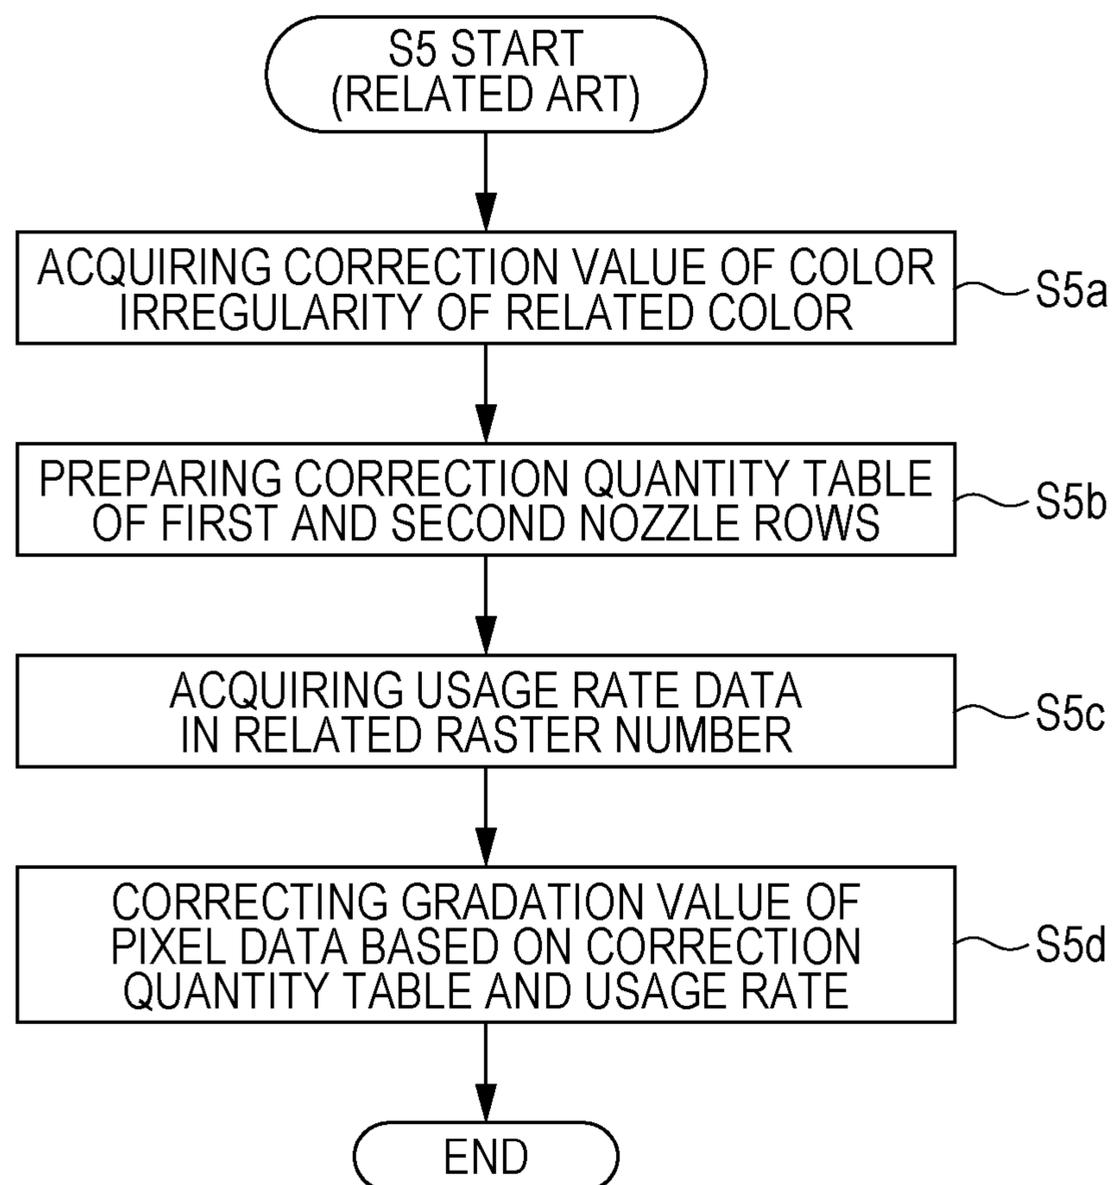 S5 START
(RELATED ART)
ACQUIRING CORRECTION VALUE OF COLOR
IRREGULARITY OF RELATED COLOR
S5a
PREPARING CORRECTION QUANTITY TABLE
OF FIRST AND SECOND NOZZLE ROWS
S5b
ACQUIRING USAGE RATE DATA
IN RELATED RASTER NUMBER
S5c
CORRECTING GRADATION VALUE OF
PIXEL DATA BASED ON CORRECTION
QUANTITY TABLE AND USAGE RATE
S5d
END